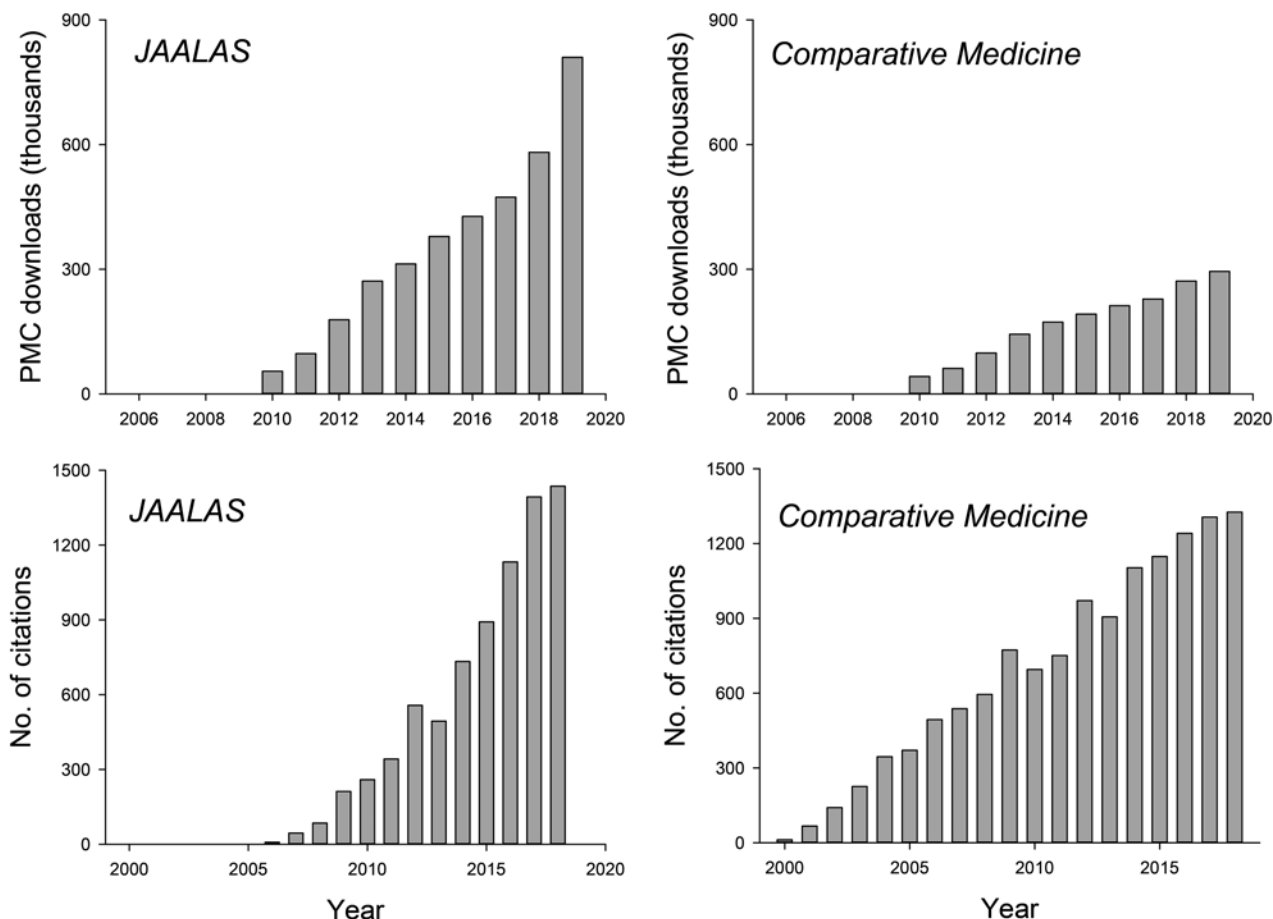 JAALAS
PMC downloads (thousands)
900
600
300
0
2006 2008 2010 2012 2014 2016 2018 2020
Comparative Medicine
PMC downloads (thousands)
900
600
300
0
2006 2008 2010 2012 2014 2016 2018 2020
JAALAS
No. of citations
1500
1200
900
600
300
0
2000 2005 2010 2015 2020
Year
Comparative Medicine
No. of citations
1500
1200
900
600
300
0
2000 2005 2010 2015
Year